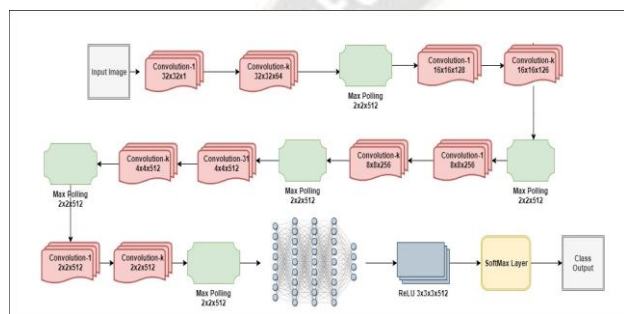 Input Image
Convolution-1
32x32x1
Convolution-k
32x32x64
Max Polling
2x2x512
Convolution-1
16x16x128
Convolution-k
16x16x126
Max Polling
2x2x512
Convolution-k
4x4x512
Convolution-31
4x4x512
Max Polling
2x2x512
Convolution-k
8x8x256
Convolution-1
8x8x256
Max Polling
2x2x512
Convolution-1
2x2x512
Convolution-k
2x2x512
Max Polling
2x2x512
ReLU 3x3x3x512
SoftMax Layer
Class
Output